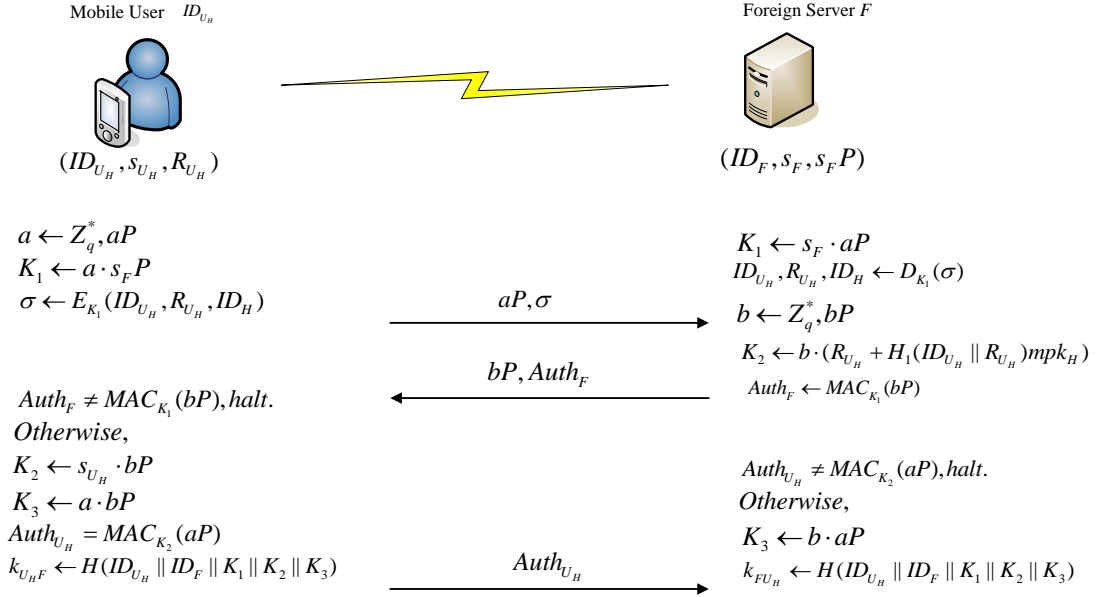 Mobile User ID_{U_H}
Foreign Server F
(ID_{U_H}, s_{U_H}, R_{U_H})
(ID_F, s_F, s_F P)
a ← Z_q^*, aP
K_1 ← a · s_F P
σ ← E_{K_1}(ID_{U_H}, R_{U_H}, ID_H)
aP, σ
K_1 ← s_F · aP
ID_{U_H}, R_{U_H}, ID_H ← D_{K_1}(σ)
b ← Z_q^*, bP
K_2 ← b · (R_{U_H} + H_1(ID_{U_H} || R_{U_H}) mpk_H)
Auth_F ← MAC_{K_1}(bP)
bP, Auth_F
Auth_F ≠ MAC_{K_1}(bP), halt.
Otherwise,
K_2 ← s_{U_H} · bP
K_3 ← a · bP
Auth_{U_H} = MAC_{K_2}(aP)
k_{U_H F} ← H(ID_{U_H} || ID_F || K_1 || K_2 || K_3)
Auth_{U_H}
Auth_{U_H} ≠ MAC_{K_2}(aP), halt.
Otherwise,
K_3 ← b · aP
k_{FU_H} ← H(ID_{U_H} || ID_F || K_1 || K_2 || K_3)